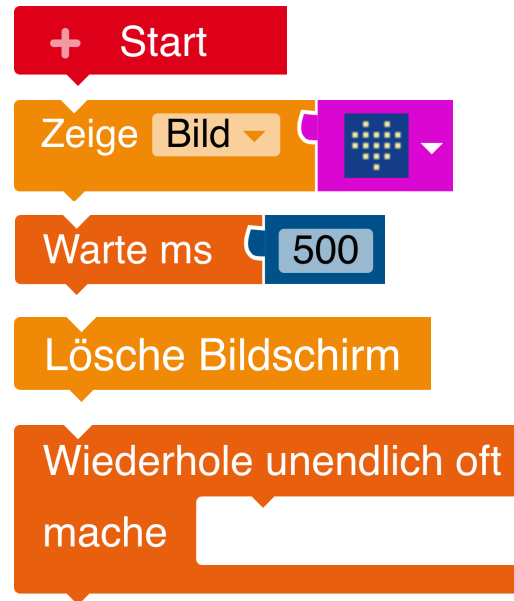 + Start
Zeige Bild
Warte ms 500
Lösche Bildschirm
Wiederhole unendlich oft
mache